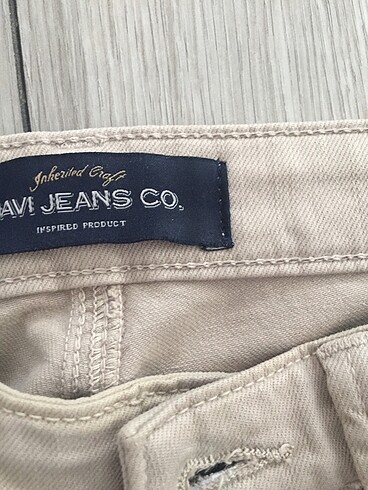 Inherited Craft
AVI JEANS CO.
INSPIRED PRODUCT